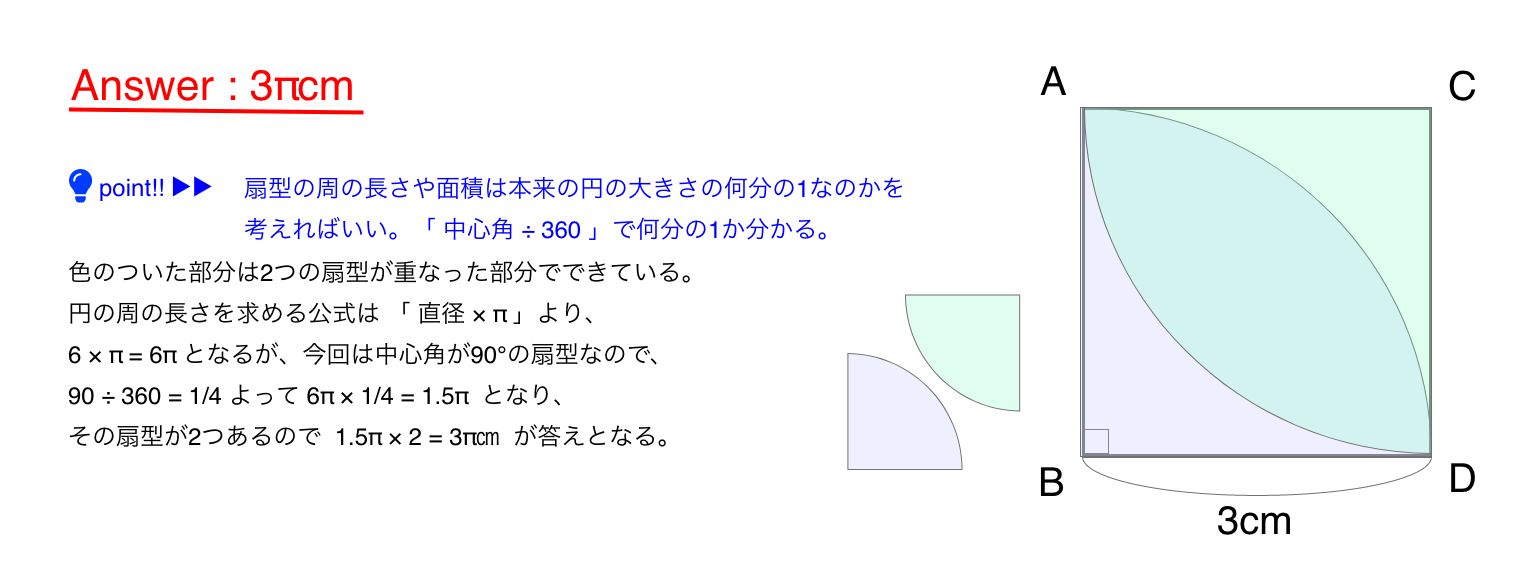 Answer : 3πcm
point!! ▶▶ 扇型の周の長さや面積は本来の円の大きさの何分の1なのかを
考えればいい。「 中心角 ÷ 360 」で何分の1か分かる。
色のついた部分は2つの扇型が重なった部分でできている。
円の周の長さを求める公式は 「 直径 × π 」より、
6 × π = 6π となるが、今回は中心角が90°の扇型なので、
90 ÷ 360 = 1/4 よって 6π × 1/4 = 1.5π となり、
その扇型が2つあるので 1.5π × 2 = 3π㎝ が答えとなる。
A
C
B
D
3cm